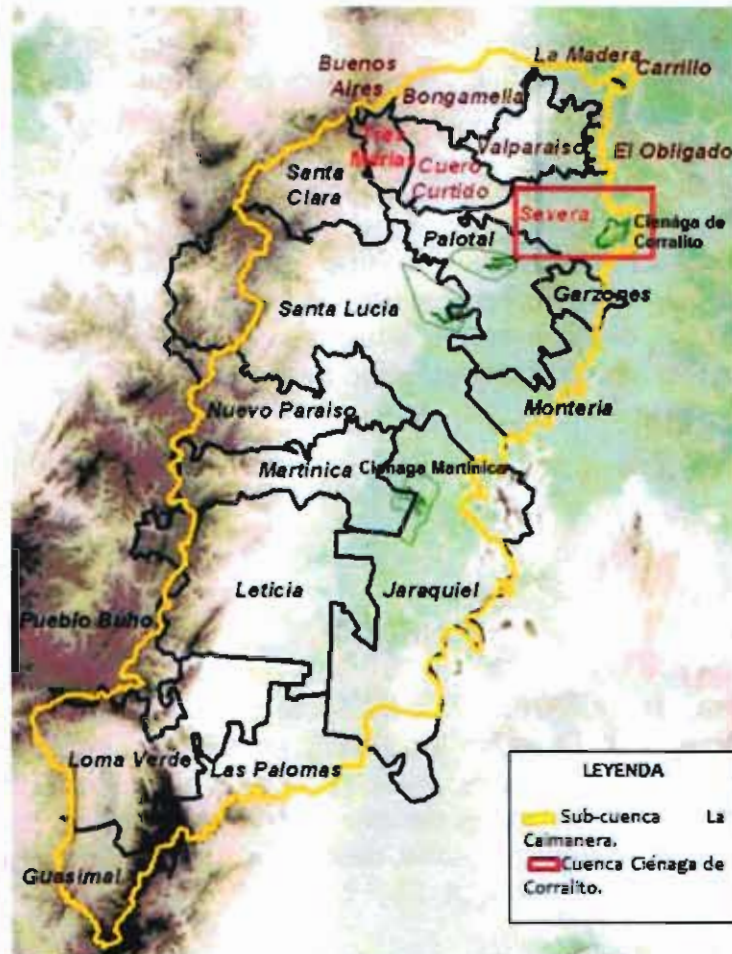 La Madera
Buenos
Aires
Carrillo
Bongamella
Valparaiso
El Obligado
Tres
Marias
Cuero
Curtido
Santa
Clara
Severa
Ciénaga de
Corralito
Palotal
Garzones
Santa Lucia
Monteria
Nuevo Paraiso
Martinica
Cienaga Martinica
Leticia
Jaraquiel
Pueblo Buho
Loma Verde
Las Palomas
Guasimal
LEYENDA
Sub-cuenca La
Caimanera.
Cuenca Ciénaga de
Corralito.